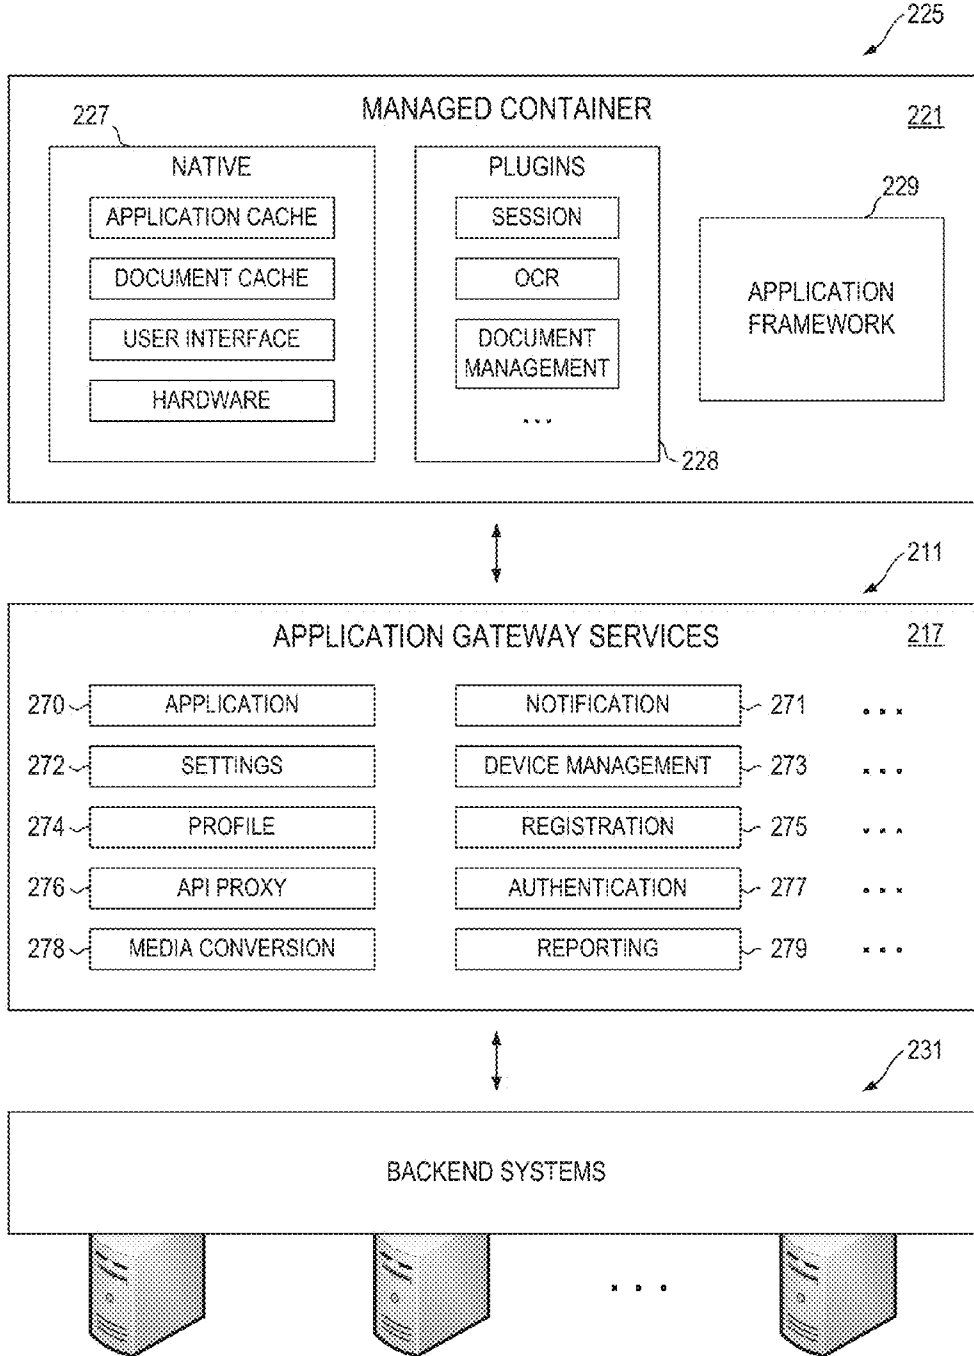 225
MANAGED CONTAINER
221
227
NATIVE
APPLICATION CACHE
DOCUMENT CACHE
USER INTERFACE
HARDWARE
PLUGINS
SESSION
OCR
DOCUMENT
MANAGEMENT
...
228
229
APPLICATION
FRAMEWORK
211
APPLICATION GATEWAY SERVICES
217
270 APPLICATION NOTIFICATION 271 ...
272 SETTINGS DEVICE MANAGEMENT 273 ...
274 PROFILE REGISTRATION 275 ...
276 API PROXY AUTHENTICATION 277 ...
278 MEDIA CONVERSION REPORTING 279 ...
231
BACKEND SYSTEMS
...